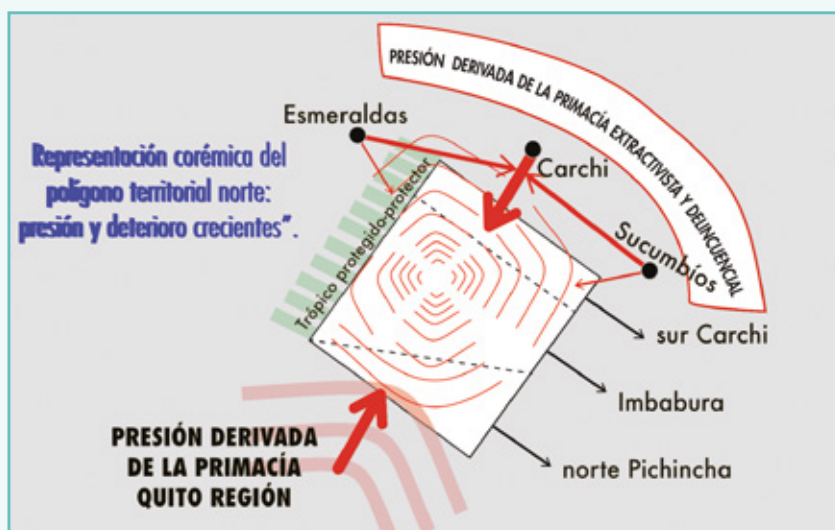 Representación corémica del
polígono territorial norte:
presión y deterioro crecientes”.
PRESIÓN DERIVADA DE LA PRIMACÍA EXTRACTIVISTA Y DELINCUENCIAL
Esmeraldas
Carchi
Sucumbíos
Trópico protegido-protector
sur Carchi
Imbabura
norte Pichincha
PRESIÓN DERIVADA
DE LA PRIMACÍA
QUITO REGIÓN